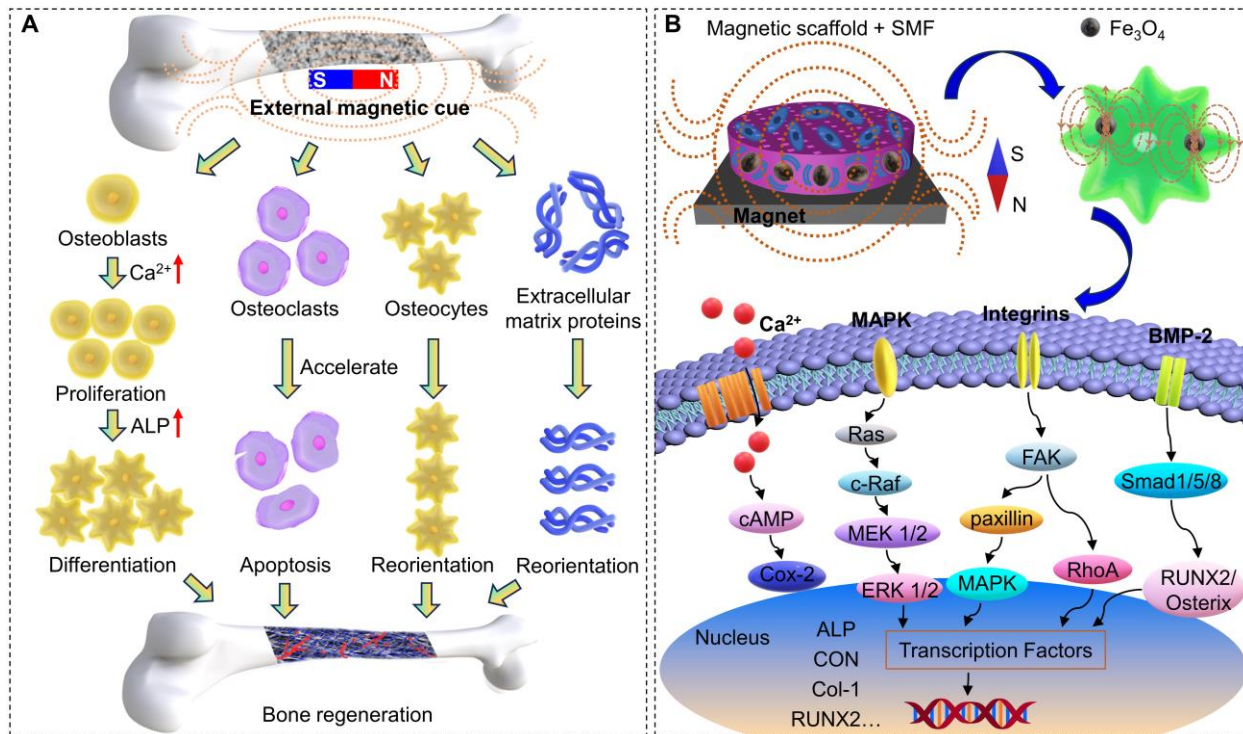 A
S N
External magnetic cue
Osteoblasts
Ca²⁺
Proliferation
ALP
Differentiation
Osteoclasts
Accelerate
Apoptosis
Osteocytes
Reorientation
Extracellular
matrix proteins
Reorientation
Bone regeneration
B
Magnetic scaffold + SMF
Fe₃O₄
Magnet
S
N
Ca²⁺
MAPK
Integrins
BMP-2
cAMP
Cox-2
Ras
c-Raf
MEK 1/2
ERK 1/2
FAK
paxillin
MAPK
RhoA
Smad1/5/8
RUNX2/
Osterix
Nucleus
ALP
CON
Col-1
RUNX2...
Transcription Factors